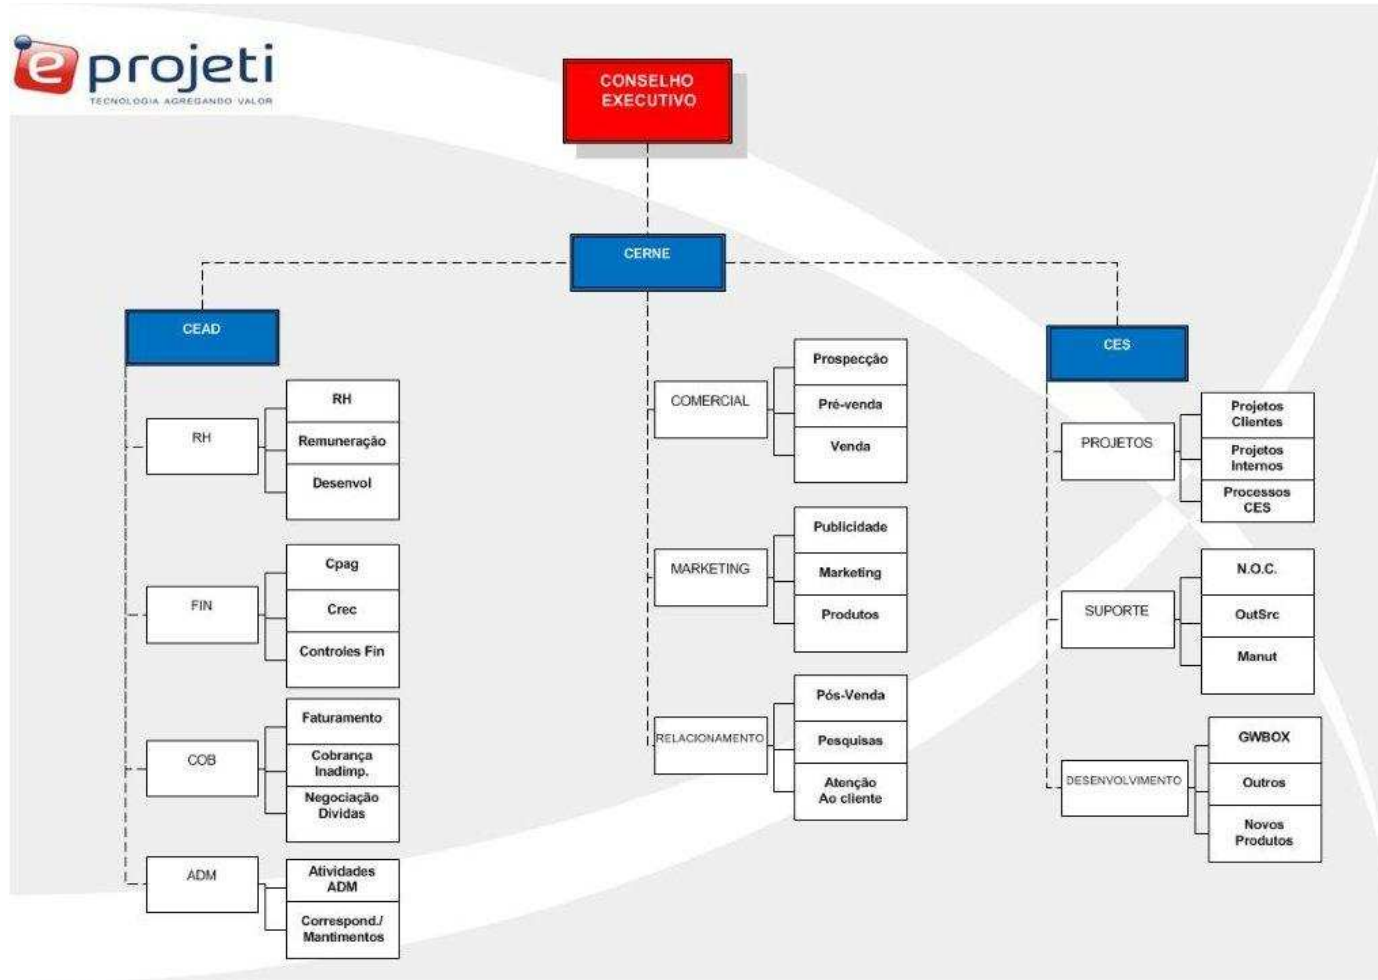 e projeti
TECNOLOGIA AGREGANDO VALOR
CONSELHO
EXECUTIVO
CERNE
CEAD
RH
RH
Remuneração
Desenvol
FIN
Cpag
Crec
Controles Fin
COB
Faturamento
Cobrança
Inadimp.
Negociação
Dividas
ADM
Atividades
ADM
Correspond./
Mantimentos
COMERCIAL
Prospecção
Pré-venda
Venda
MARKETING
Publicidade
Marketing
Produtos
RELACIONAMENTO
Pós-Venda
Pesquisas
Atenção
Ao cliente
CES
PROJETOS
Projetos
Clientes
Projetos
Internos
Processos
CES
SUPORTE
N.O.C.
OutSrc
Manut
DESENVOLVIMENTO
GWBOX
Outros
Novos
Produtos